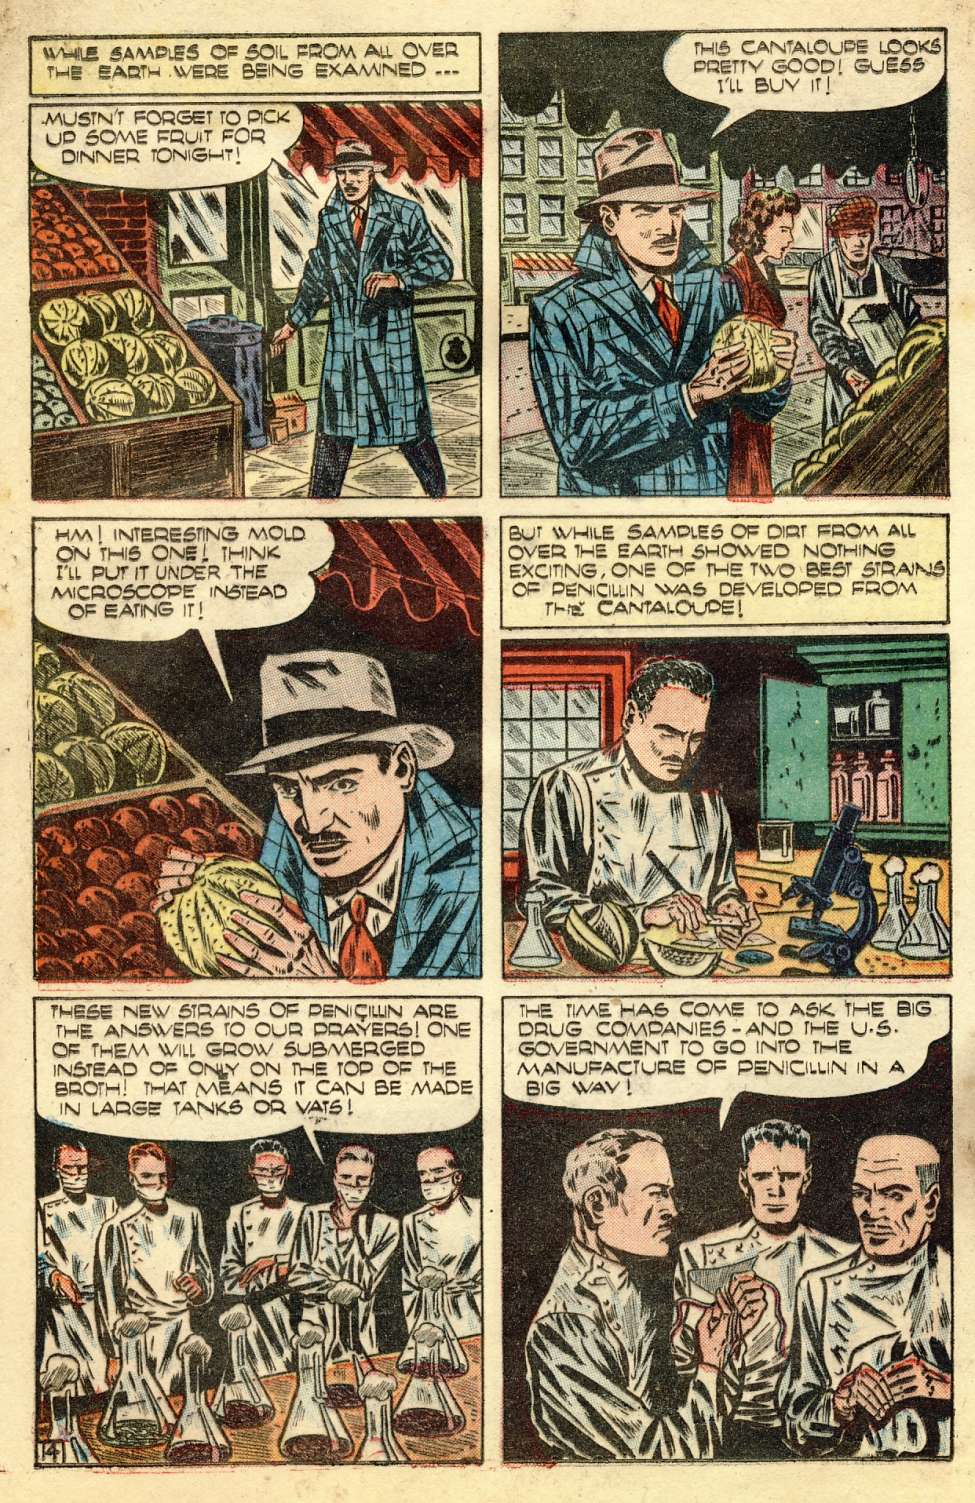 WHILE SAMPLES OF SOIL FROM ALL OVER
THE EARTH WERE BEING EXAMINED ---
MUSTN'T FORGET TO PICK
UP SOME FRUIT FOR
DINNER TONIGHT!
THIS CANTALOUPE LOOKS
PRETTY GOOD! GUESS
I'LL BUY IT!
HM! INTERESTING MOLD
ON THIS ONE! THINK
I'LL PUT IT UNDER THE
MICROSCOPE INSTEAD
OF EATING IT!
BUT WHILE SAMPLES OF DIRT FROM ALL
OVER THE EARTH SHOWED NOTHING
EXCITING, ONE OF THE TWO BEST STRAINS
OF PENICILLIN WAS DEVELOPED FROM
THE CANTALOUPE!
THESE NEW STRAINS OF PENICILLIN ARE
THE ANSWERS TO OUR PRAYERS! ONE
OF THEM WILL GROW SUBMERGED
INSTEAD OF ONLY ON THE TOP OF THE
BROTH! THAT MEANS IT CAN BE MADE
IN LARGE TANKS OR VATS!
THE TIME HAS COME TO ASK THE BIG
DRUG COMPANIES - AND THE U.S.
GOVERNMENT TO GO INTO THE
MANUFACTURE OF PENICILLIN IN A
BIG WAY!
4